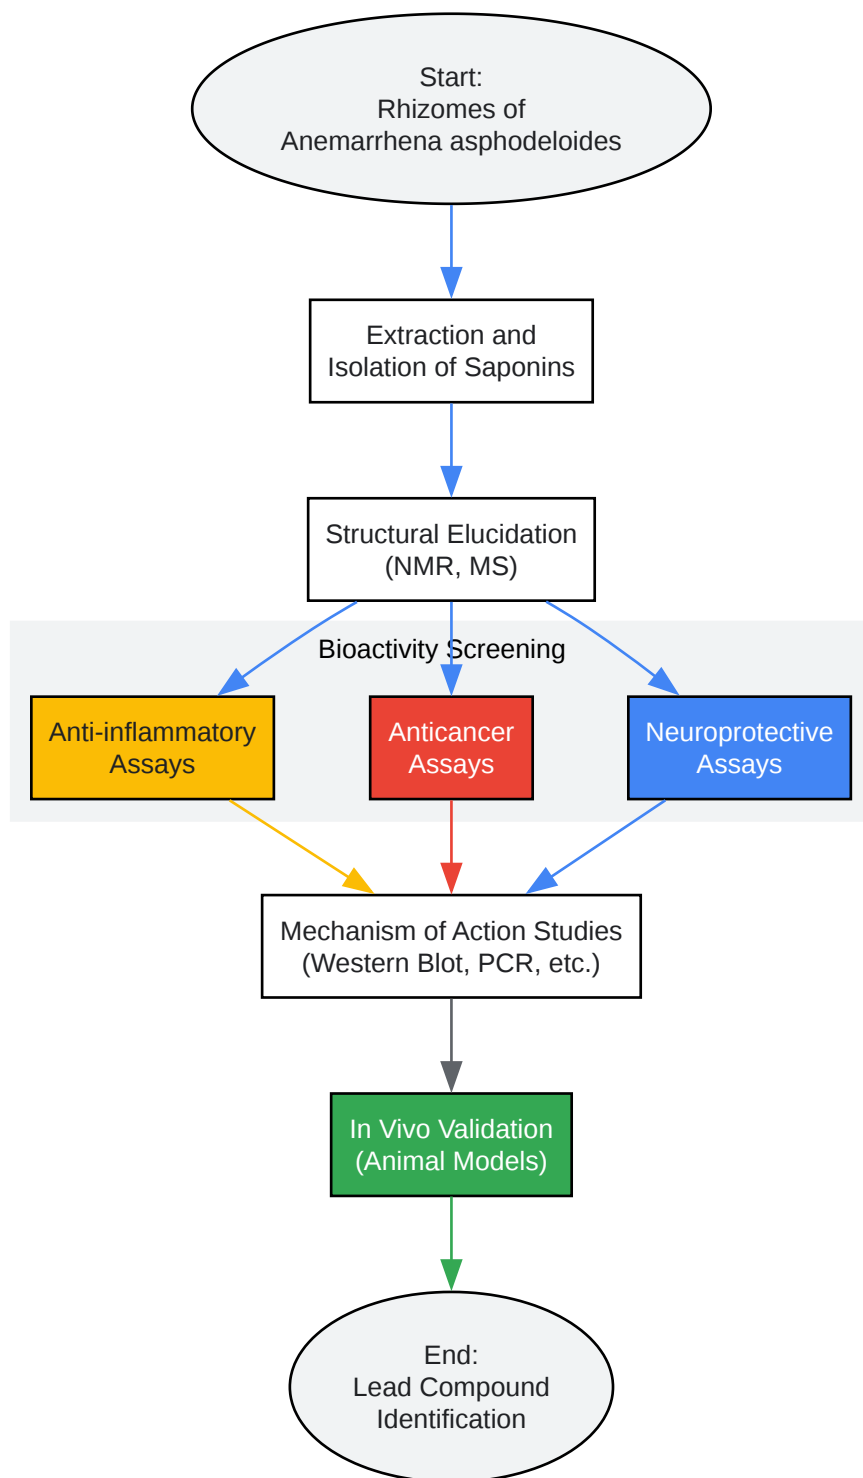 Start:
Rhizomes of
Anemarrhena asphodeloides
Extraction and
Isolation of Saponins
Structural Elucidation
(NMR, MS)
Bioactivity Screening
Anti-inflammatory
Assays
Anticancer
Assays
Neuroprotective
Assays
Mechanism of Action Studies
(Western Blot, PCR, etc.)
In Vivo Validation
(Animal Models)
End:
Lead Compound
Identification